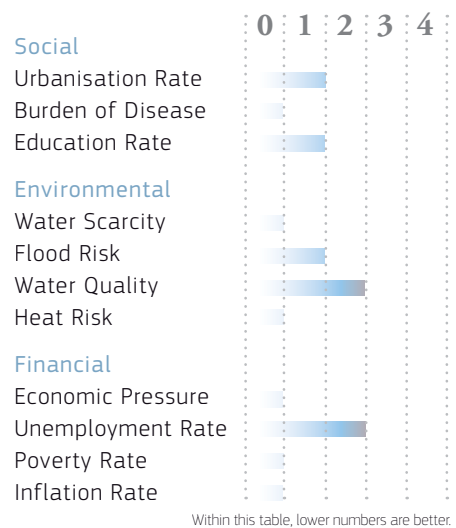 0 1 2 3 4
Social
Urbanisation Rate
Burden of Disease
Education Rate
Environmental
Water Scarcity
Flood Risk
Water Quality
Heat Risk
Financial
Economic Pressure
Unemployment Rate
Poverty Rate
Inflation Rate
Within this table, lower numbers are better.